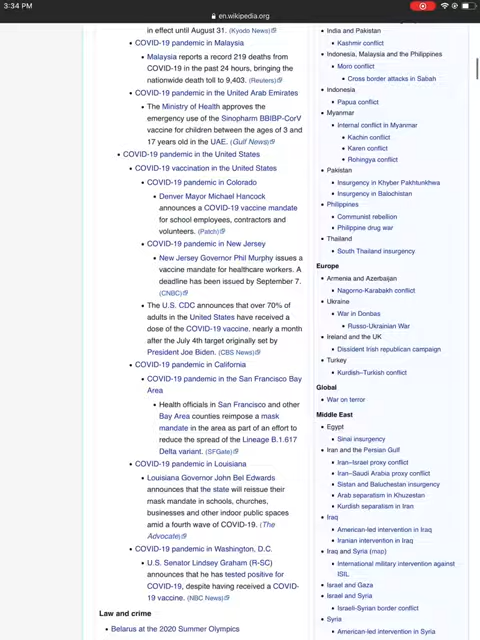 3:34 PM
en.wikipedia.org
in effect until August 31. (Kyodo News)
• COVID-19 pandemic in Malaysia
• Malaysia reports a record 219 deaths from
COVID-19 in the past 24 hours, bringing the
nationwide death toll to 9,403. (Reuters)
• COVID-19 pandemic in the United Arab Emirates
• The Ministry of Health approves the
emergency use of the Sinopharm BBIBP-CorV
vaccine for children between the ages of 3 and
17 years old in the UAE. (Gulf News)
• COVID-19 pandemic in the United States
• COVID-19 vaccination in the United States
• COVID-19 pandemic in Colorado
• Denver Mayor Michael Hancock
announces a COVID-19 vaccine mandate
for school employees, contractors and
volunteers. (Patch)
• COVID-19 pandemic in New Jersey
• New Jersey Governor Phil Murphy issues a
vaccine mandate for healthcare workers. A
deadline has been issued by September 7.
(CNBC)
• The U.S. CDC announces that over 70% of
adults in the United States have received a
dose of the COVID-19 vaccine. nearly a month
after the July 4th target originally set by
President Joe Biden. (CBS News)
• COVID-19 pandemic in California
• COVID-19 pandemic in the San Francisco Bay
Area
• Health officials in San Francisco and other
Bay Area counties reimpose a mask
mandate in the area as part of an effort to
reduce the spread of the Lineage B.1.617
Delta variant. (SFGate)
• COVID-19 pandemic in Louisiana
• Louisiana Governor John Bel Edwards
announces that the state will reissue their
mask mandate in schools, churches,
businesses and other indoor public spaces
amid a fourth wave of COVID-19. (The
Advocate)
• COVID-19 pandemic in Washington, D.C.
• U.S. Senator Lindsey Graham (R-SC)
announces that he has tested positive for
COVID-19, despite having received a COVID-
19 vaccine. (NBC News)
Law and crime
• Belarus at the 2020 Summer Olympics
• India and Pakistan
• Kashmir conflict
• Indonesia, Malaysia and the Philippines
• Moro conflict
• Cross border attacks in Sabah
• Indonesia
• Papua conflict
• Myanmar
• Internal conflict in Myanmar
• Kachin conflict
• Karen conflict
• Rohingya conflict
• Pakistan
• Insurgency in Khyber Pakhtunkhwa
• Insurgency in Balochistan
• Philippines
• Communist rebellion
• Philippine drug war
• Thailand
• South Thailand insurgency
Europe
• Armenia and Azerbaijan
• Nagorno-Karabakh conflict
• Ukraine
• War in Donbas
• Russo-Ukrainian War
• Ireland and the UK
• Dissident Irish republican campaign
• Turkey
• Kurdish–Turkish conflict
Global
• War on terror
Middle East
• Egypt
• Sinai insurgency
• Iran and the Persian Gulf
• Iran–Israel proxy conflict
• Iran–Saudi Arabia proxy conflict
• Sistan and Baluchestan insurgency
• Arab separatism in Khuzestan
• Kurdish separatism in Iran
• Iraq
• American-led intervention in Iraq
• Iranian intervention in Iraq
• Iraq and Syria (map)
• International military intervention against
ISIL
• Israel and Gaza
• Israel and Syria
• Israeli-Syrian border conflict
• Syria
• American-led intervention in Syria